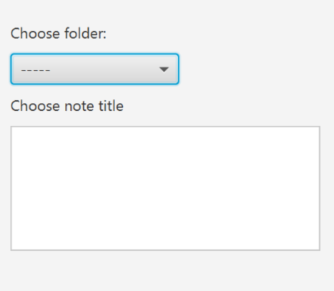 Choose folder:
-----
Choose note title